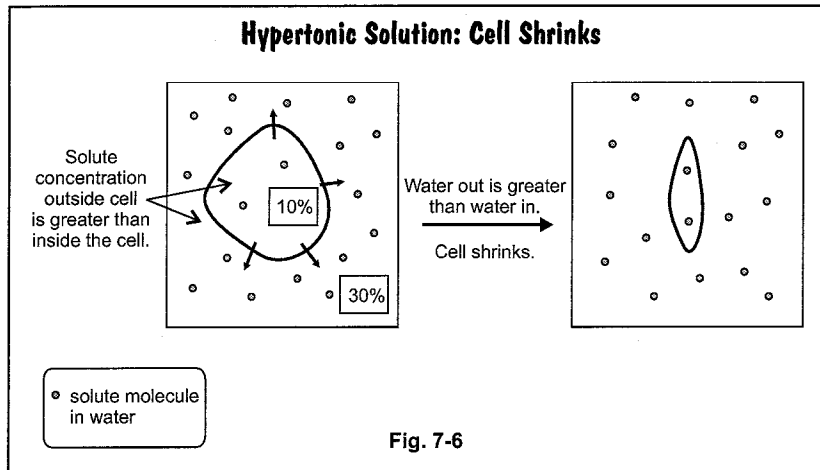 Hypertonic Solution: Cell Shrinks
Solute
concentration
outside cell
is greater than
inside the cell.
10%
30%
Water out is greater
than water in.
Cell shrinks.
solute molecule
in water
Fig. 7-6